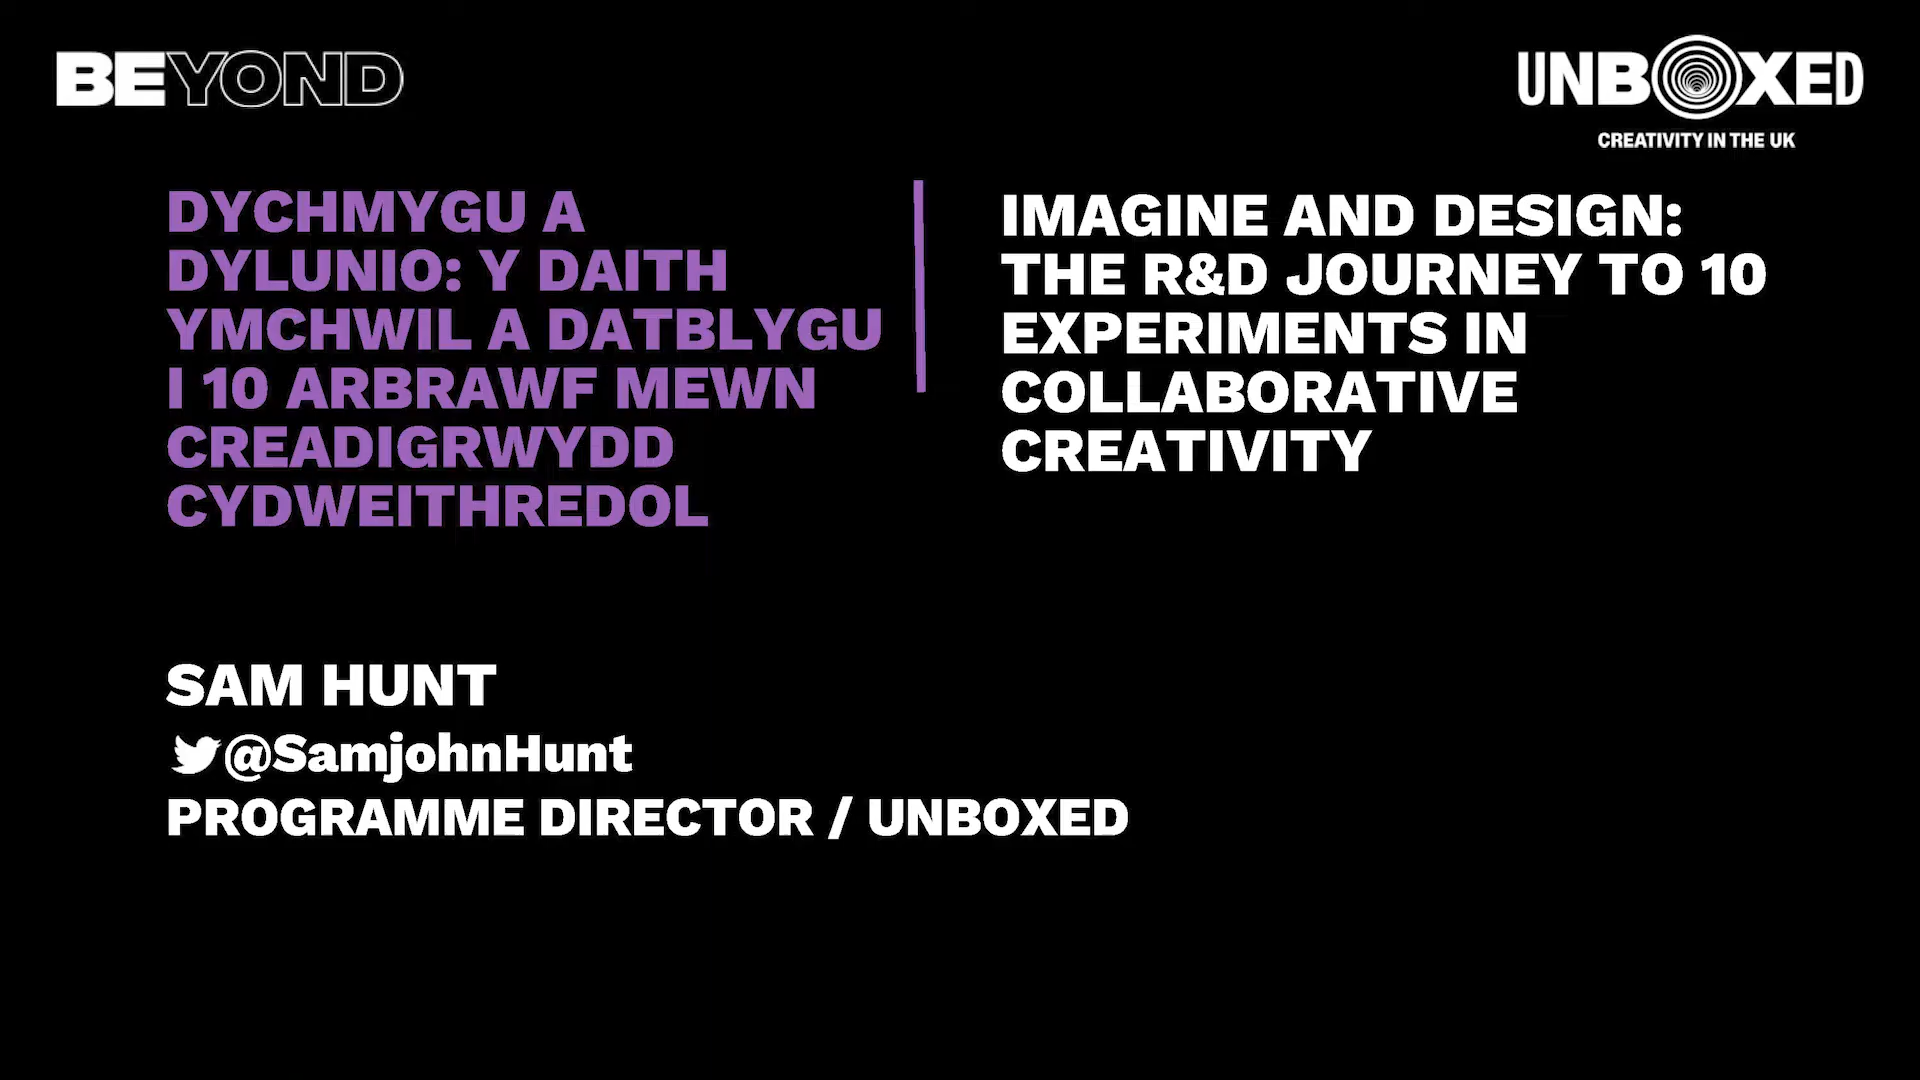 BEYOND
UNBOXED
CREATIVITY IN THE UK
DYCHMYGU A
DYLUNIO: Y DAITH
YMCHWIL A DATBLYGU
I 10 ARBRAWF MEWN
CREADIGRWYDD
CYDWEITHREDOL
IMAGINE AND DESIGN:
THE R&D JOURNEY TO 10
EXPERIMENTS IN
COLLABORATIVE
CREATIVITY
SAM HUNT
@SamjohnHunt
PROGRAMME DIRECTOR / UNBOXED